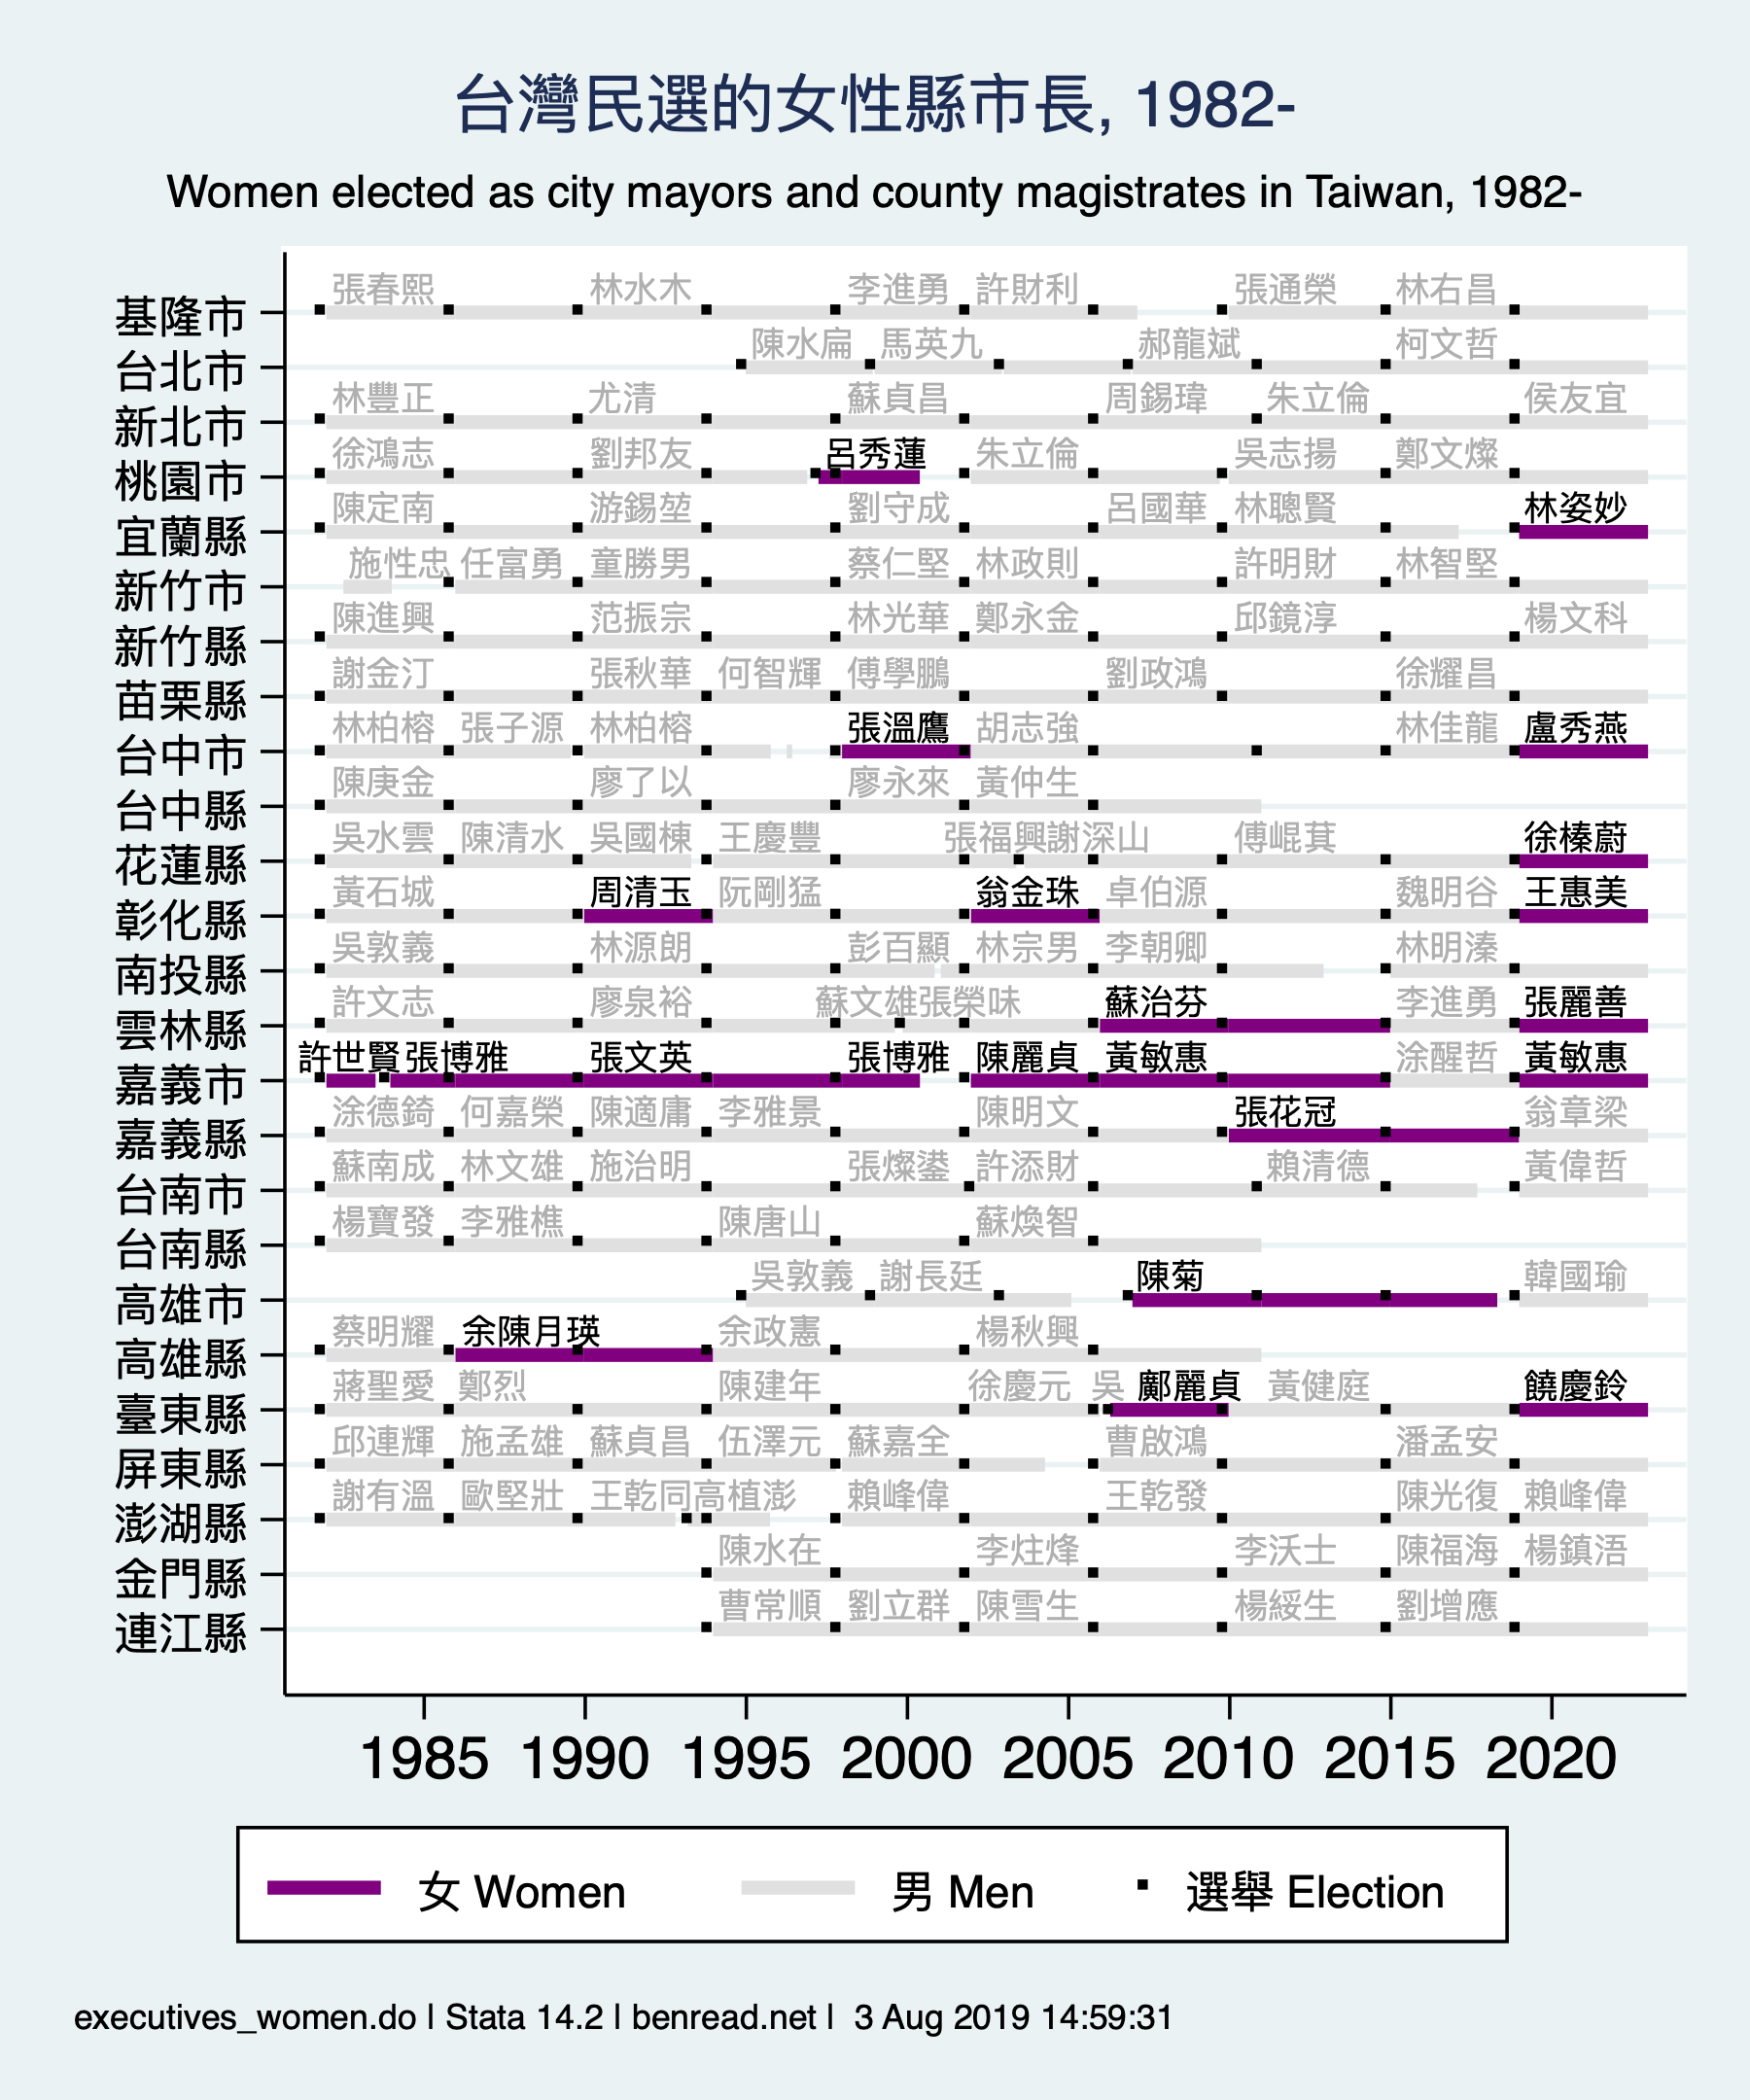 台灣民選的女性縣市長, 1982-
Women elected as city mayors and county magistrates in Taiwan, 1982-
張春熙 林水木 李進勇 許財利 張通榮 林右昌
基隆市
陳水扁 馬英九 郝龍斌 柯文哲
台北市
林豐正 尤清 蘇貞昌 周錫瑋 朱立倫 侯友宜
新北市
徐鴻志 劉邦友 呂秀蓮 朱立倫 吳志揚 鄭文燦
桃園市
陳定南 游錫堃 劉守成 呂國華 林聰賢 林姿妙
宜蘭縣
施性忠 任富勇 童勝男 蔡仁堅 林政則 許明財 林智堅
新竹市
陳進興 范振宗 林光華 鄭永金 邱鏡淳 楊文科
新竹縣
謝金汀 張秋華 何智輝 傅學鵬 劉政鴻 徐耀昌
苗栗縣
林柏榕 張子源 林柏榕 張溫鷹 胡志強 林佳龍 盧秀燕
台中市
陳庚金 廖了以 廖永來 黃仲生
台中縣
吳水雲 陳清水 吳國棟 王慶豐 張福興 謝深山 傅崐萁 徐榛蔚
花蓮縣
黃石城 周清玉 阮剛猛 翁金珠 卓伯源 魏明谷 王惠美
彰化縣
吳敦義 林源朗 彭百顯 林宗男 李朝卿 林明溱
南投縣
許文志 廖泉裕 蘇文雄 張榮味 蘇治芬 李進勇 張麗善
雲林縣
許世賢 張博雅 張文英 張博雅 陳麗貞 黃敏惠 涂醒哲 黃敏惠
嘉義市
涂德錡 何嘉榮 陳適庸 李雅景 陳明文 張花冠 翁章梁
嘉義縣
蘇南成 林文雄 施治明 張燦鍙 許添財 賴清德 黃偉哲
台南市
楊寶發 李雅樵 陳唐山 蘇煥智
台南縣
吳敦義 謝長廷 陳菊 韓國瑜
高雄市
蔡明耀 余陳月瑛 余政憲 楊秋興
高雄縣
蔣聖愛 鄭烈 陳建年 徐慶元 吳 鄺麗貞 黃健庭 饒慶鈴
臺東縣
邱連輝 施孟雄 蘇貞昌 伍澤元 蘇嘉全 曹啟鴻 潘孟安
屏東縣
謝有溫 歐堅壯 王乾同 高植澎 賴峰偉 王乾發 陳光復 賴峰偉
澎湖縣
陳水在 李炷烽 李沃士 陳福海 楊鎮浯
金門縣
曹常順 劉立群 陳雪生 楊綏生 劉增應
連江縣
1985 1990 1995 2000 2005 2010 2015 2020
女 Women 男 Men 選舉 Election
executives_women.do | Stata 14.2 | benread.net | 3 Aug 2019 14:59:31